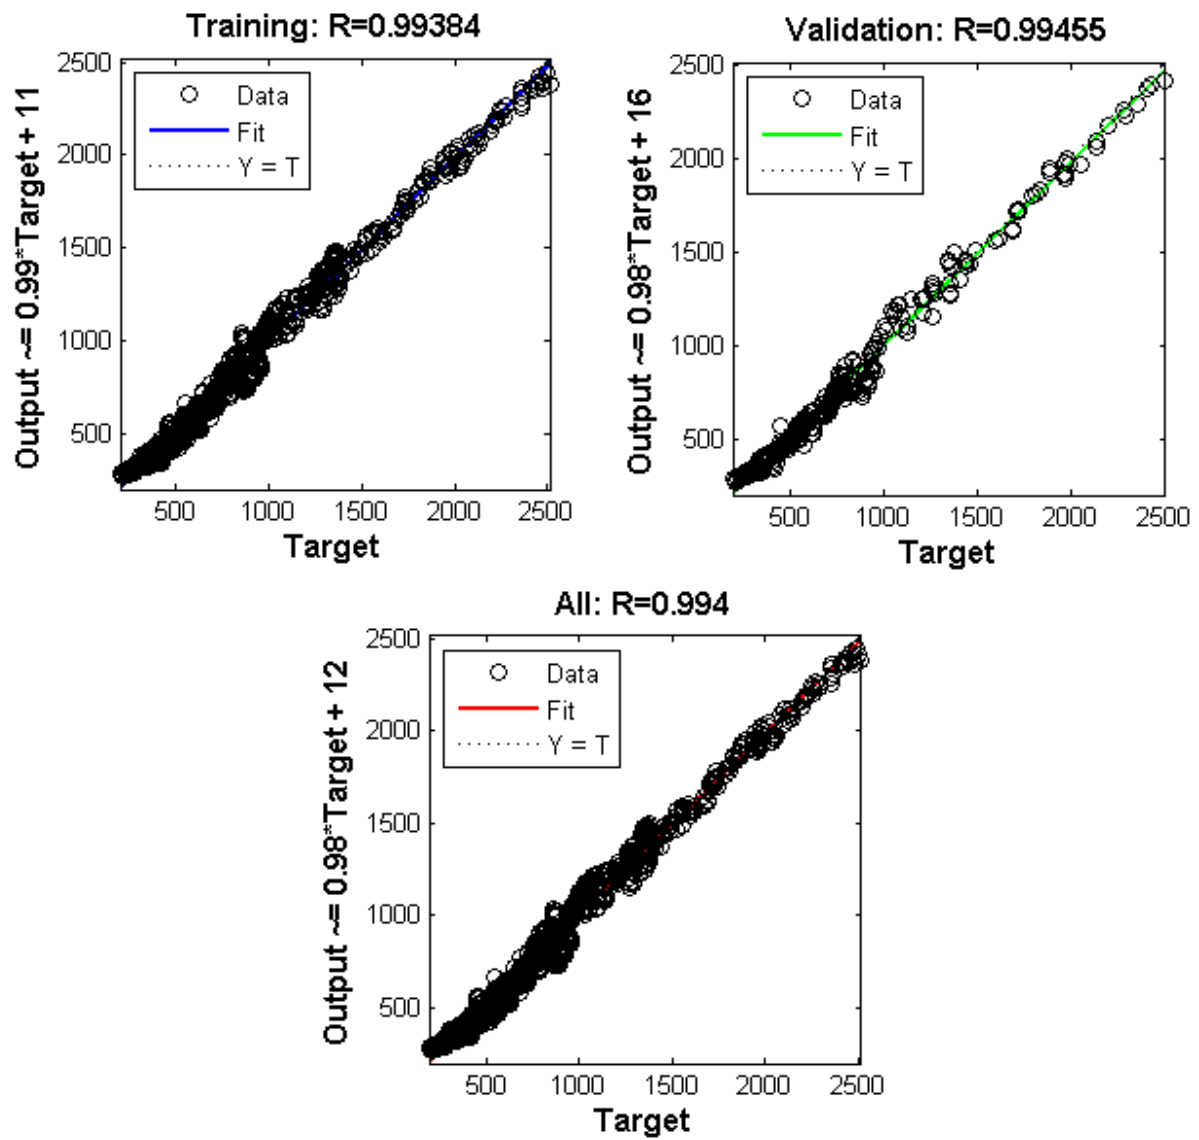 Training: R=0.99384
Output ~= 0.99*Target + 11
2500
2000
1500
1000
500
Data
Fit
Y = T
500 1000 1500 2000 2500
Target
Validation: R=0.99455
Output ~= 0.98*Target + 16
2500
2000
1500
1000
500
Data
Fit
Y = T
500 1000 1500 2000 2500
Target
All: R=0.994
Output ~= 0.98*Target + 12
2500
2000
1500
1000
500
Data
Fit
Y = T
500 1000 1500 2000 2500
Target